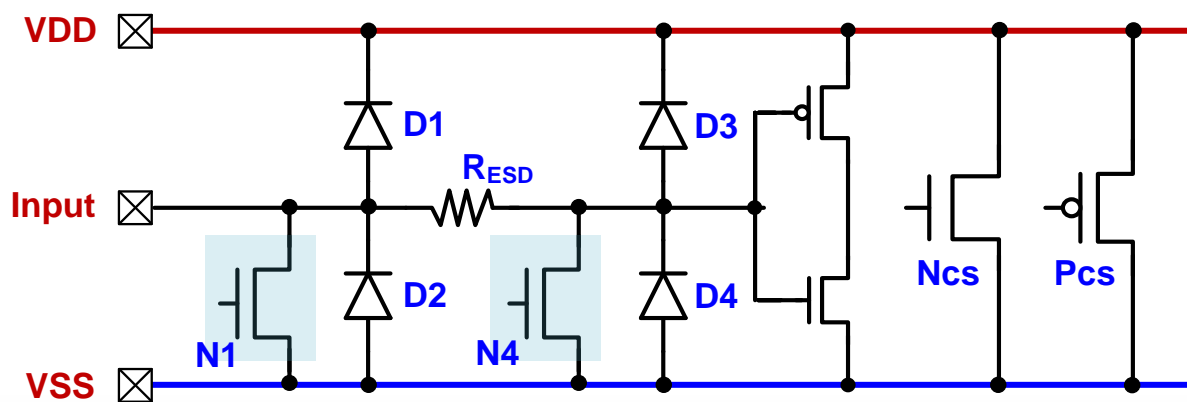 VDD
D1
D3
R_ESD
Input
Ncs
Pcs
D2
D4
N1
N4
VSS